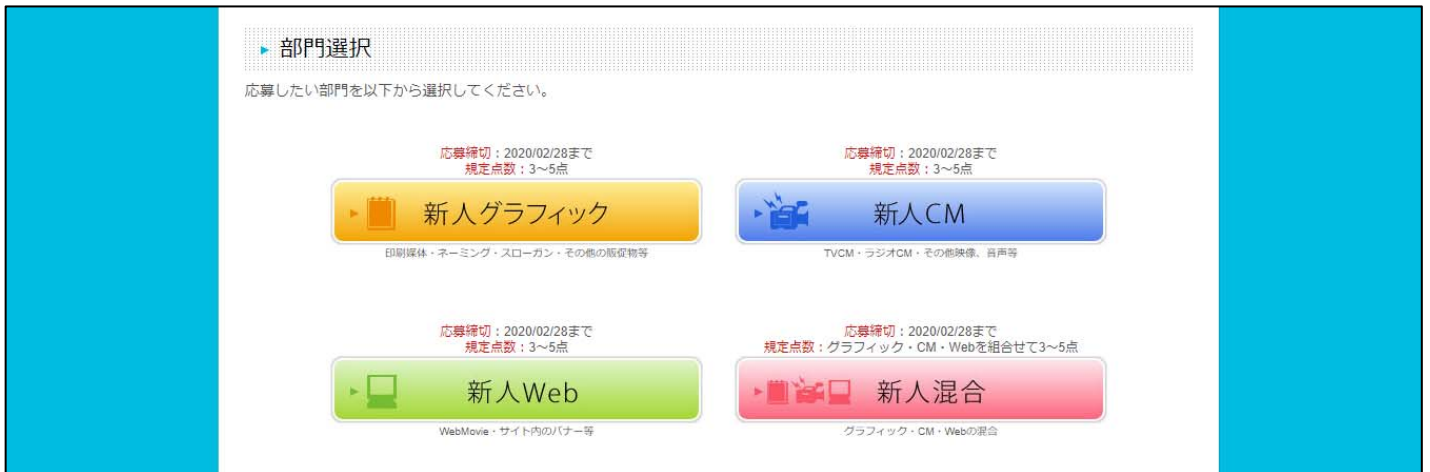 部門選択
応募したい部門を以下から選択してください。
応募締切：2020/02/28まで
規定点数：3～5点
新人グラフィック
印刷媒体・ネーミング・スローガン・その他の販促物等
応募締切：2020/02/28まで
規定点数：3～5点
新人CM
TVCM・ラジオCM・その他映像、音声等
応募締切：2020/02/28まで
規定点数：3～5点
新人Web
WebMovie・サイト内のバナー等
応募締切：2020/02/28まで
規定点数：グラフィック・CM・Webを組合せて3～5点
新人混合
グラフィック・CM・Webの混合